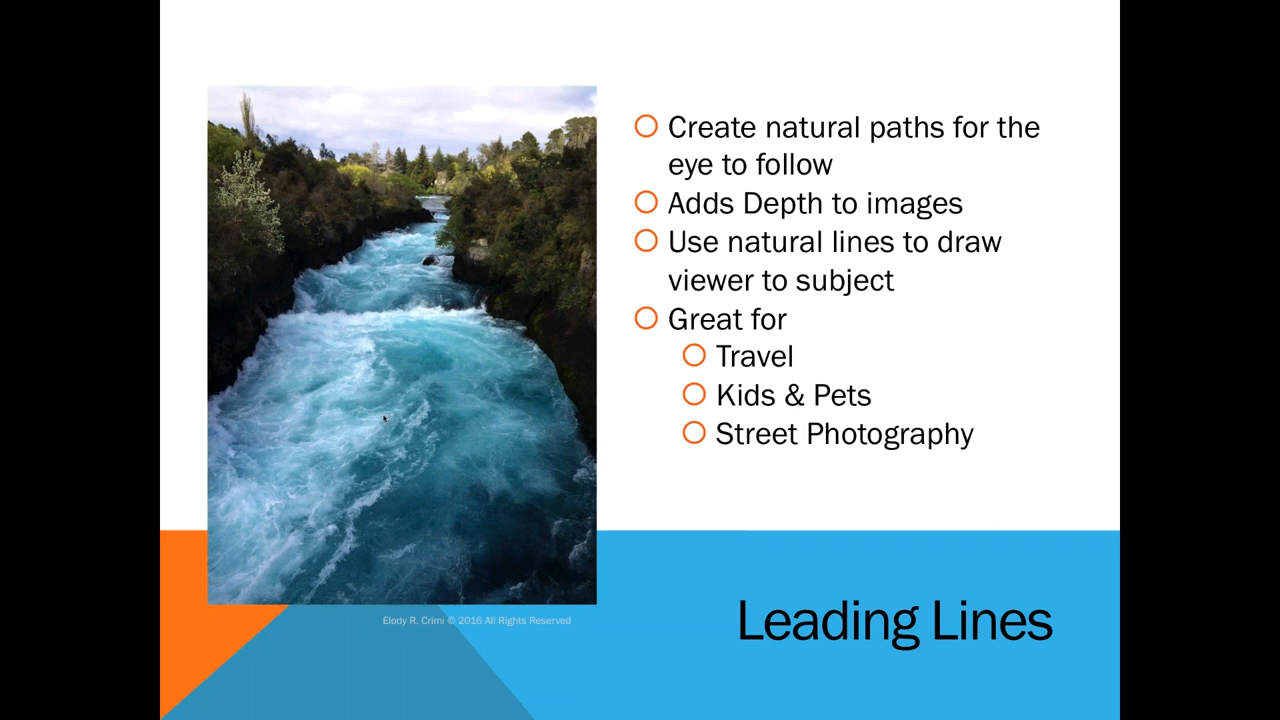 Create natural paths for the
eye to follow
Adds Depth to images
Use natural lines to draw
viewer to subject
Great for
Travel
Kids & Pets
Street Photography
Elody R. Crimi © 2016 All Rights Reserved
Leading Lines